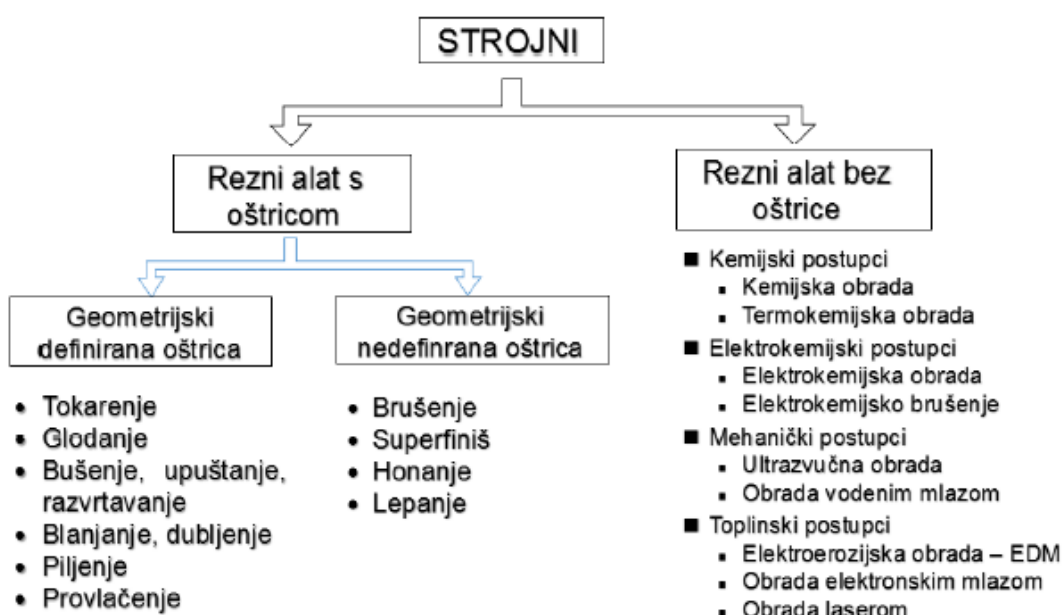 STROJNI
Rezni alat s
oštricom
Rezni alat bez
oštrice
Geometrijski
definirana oštrica
Geometrijski
nedefinrana oštrica
• Tokarenje
• Glodanje
• Bušenje, upuštanje,
razvrtavanje
• Blanjanje, dubljenje
• Piljenje
• Provlačenje
• Brušenje
• Superfiniš
• Honanje
• Lepanje
■ Kemijski postupci
▪ Kemijska obrada
▪ Termokemijska obrada
■ Elektrokemijski postupci
▪ Elektrokemijska obrada
▪ Elektrokemijsko brušenje
■ Mehanički postupci
▪ Ultrazvučna obrada
▪ Obrada vodenim mlazom
■ Toplinski postupci
▪ Elektroerozijska obrada – EDM
▪ Obrada elektronskim mlazom
▪ Obrada laserom